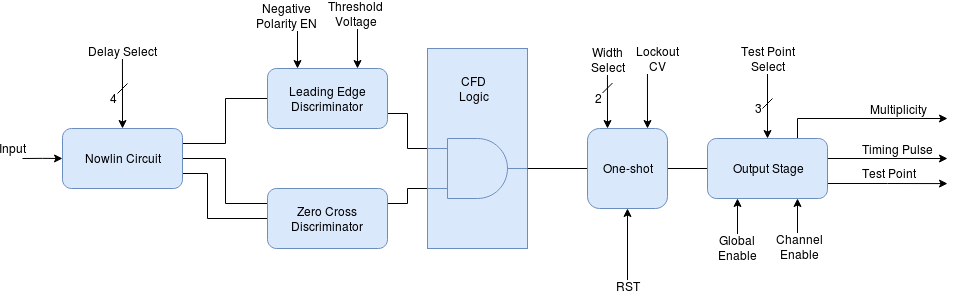 Negative
Polarity EN
Threshold
Voltage
Delay Select
4
Input
Nowlin Circuit
Leading Edge
Discriminator
Zero Cross
Discriminator
CFD
Logic
Width
Select
2
Lockout
CV
One-shot
RST
Test Point
Select
3
Output Stage
Multiplicity
Timing Pulse
Test Point
Global
Enable
Channel
Enable